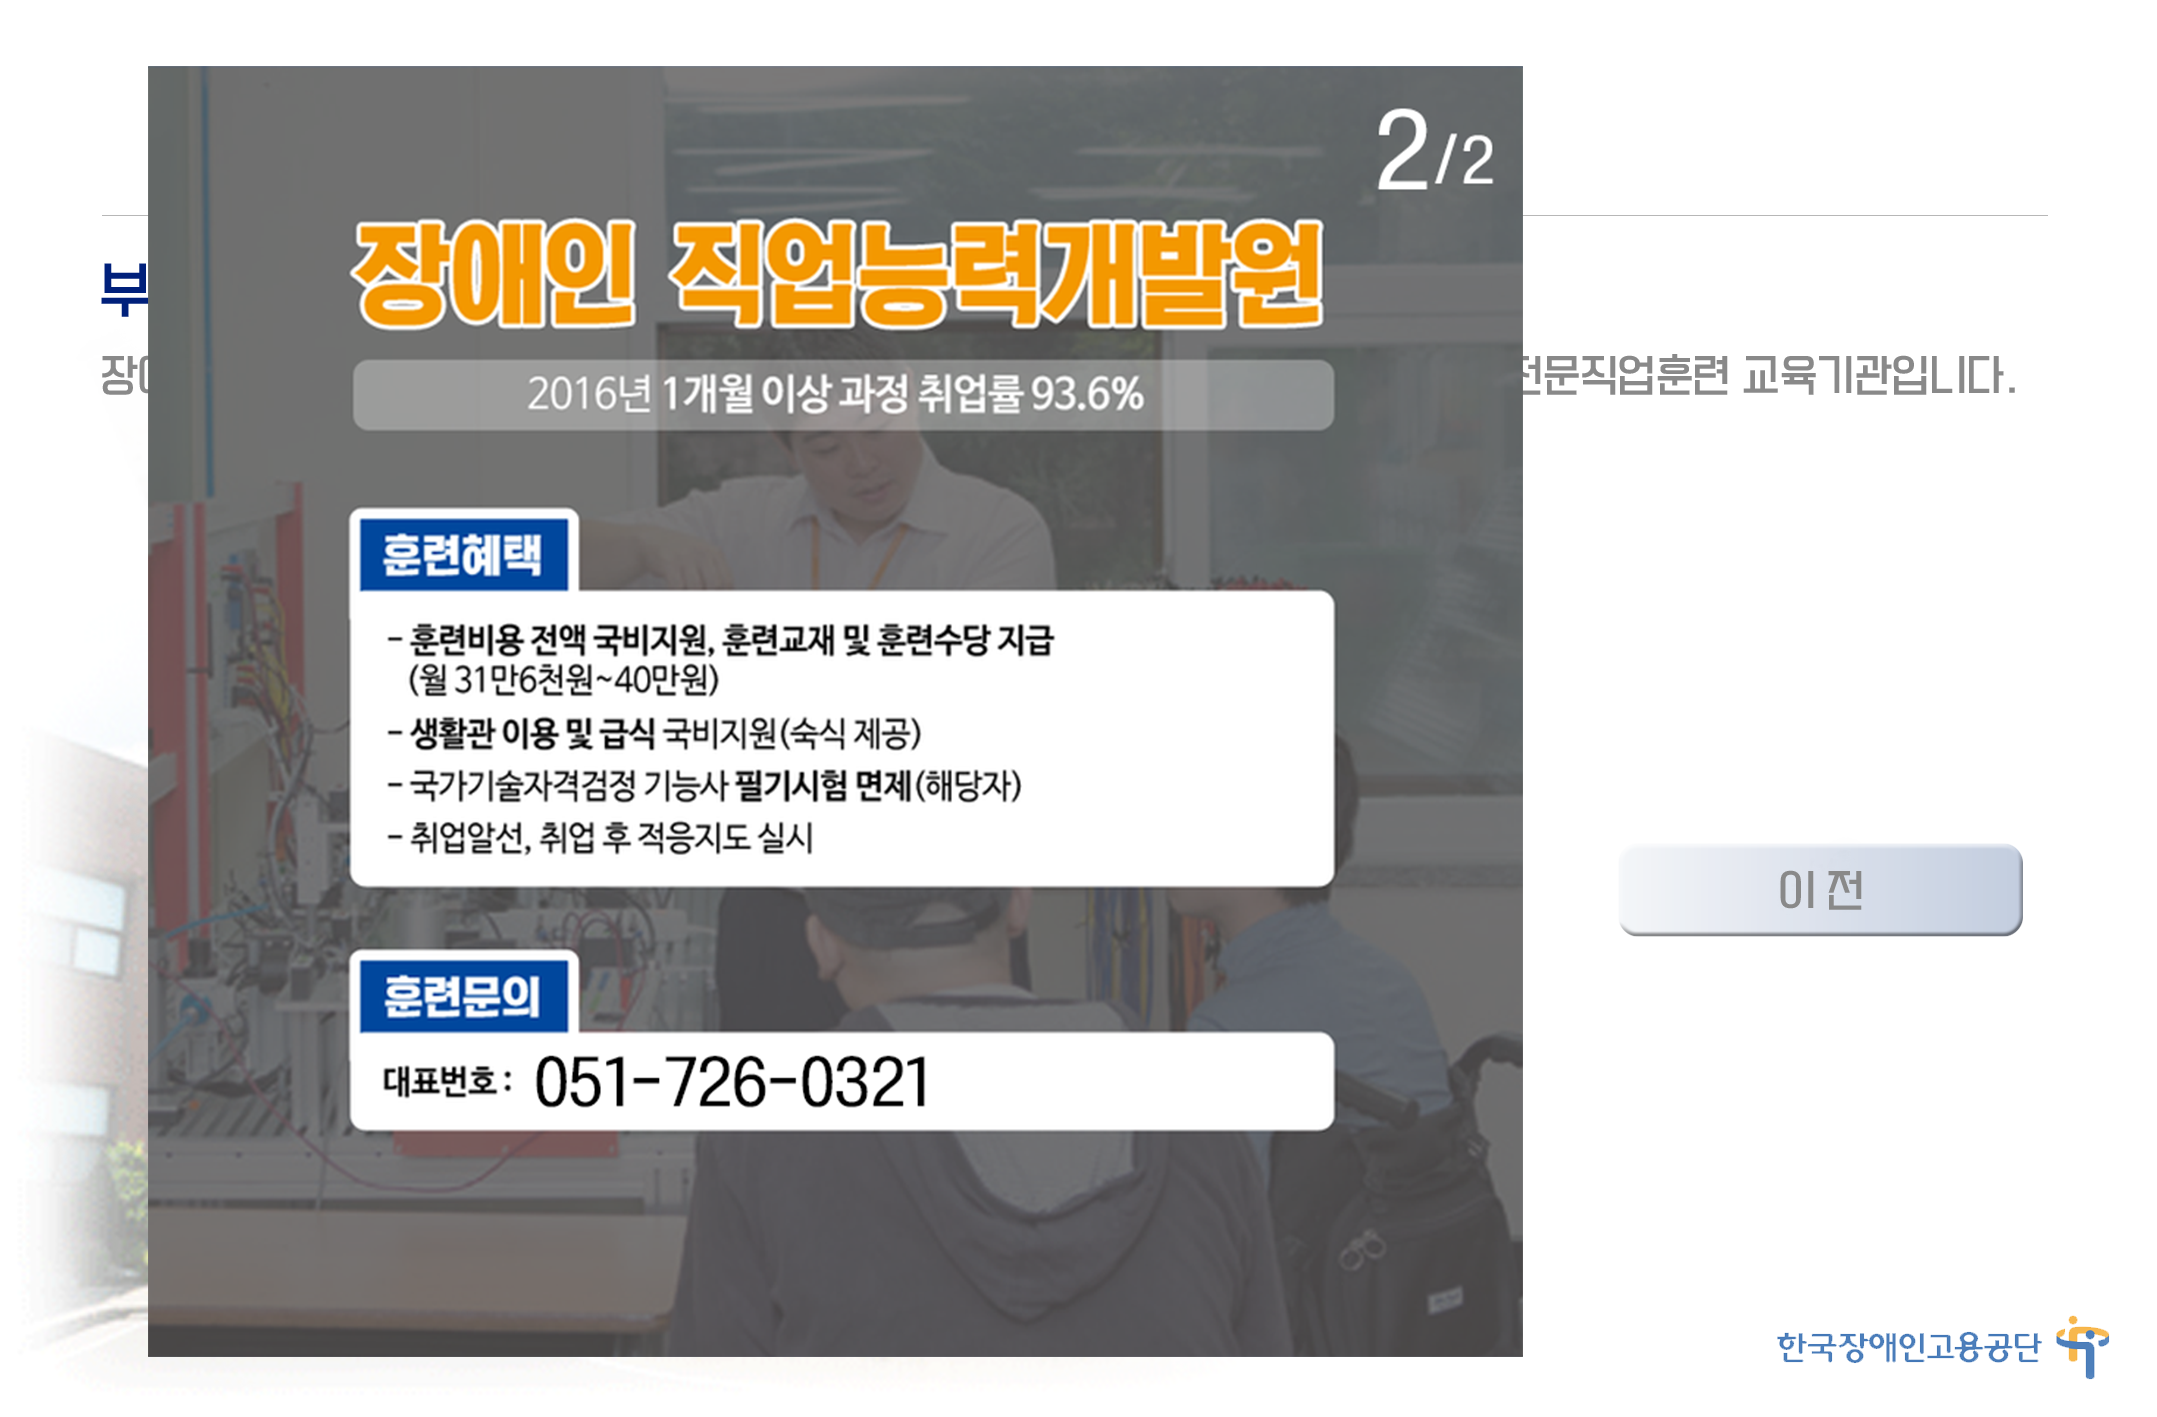 2/2
장애인 직업능력개발원
2016년 1개월 이상 과정 취업률 93.6%
부
전문직업훈련 교육기관입니다.
훈련혜택
- 훈련비용 전액 국비지원, 훈련교재 및 훈련수당 지급
(월 31만6천원~40만원)
- 생활관 이용 및 급식 국비지원(숙식 제공)
- 국가기술자격검정 기능사 필기시험 면제(해당자)
- 취업알선, 취업 후 적응지도 실시
이전
훈련문의
대표번호 : 051-726-0321
한국장애인고용공단